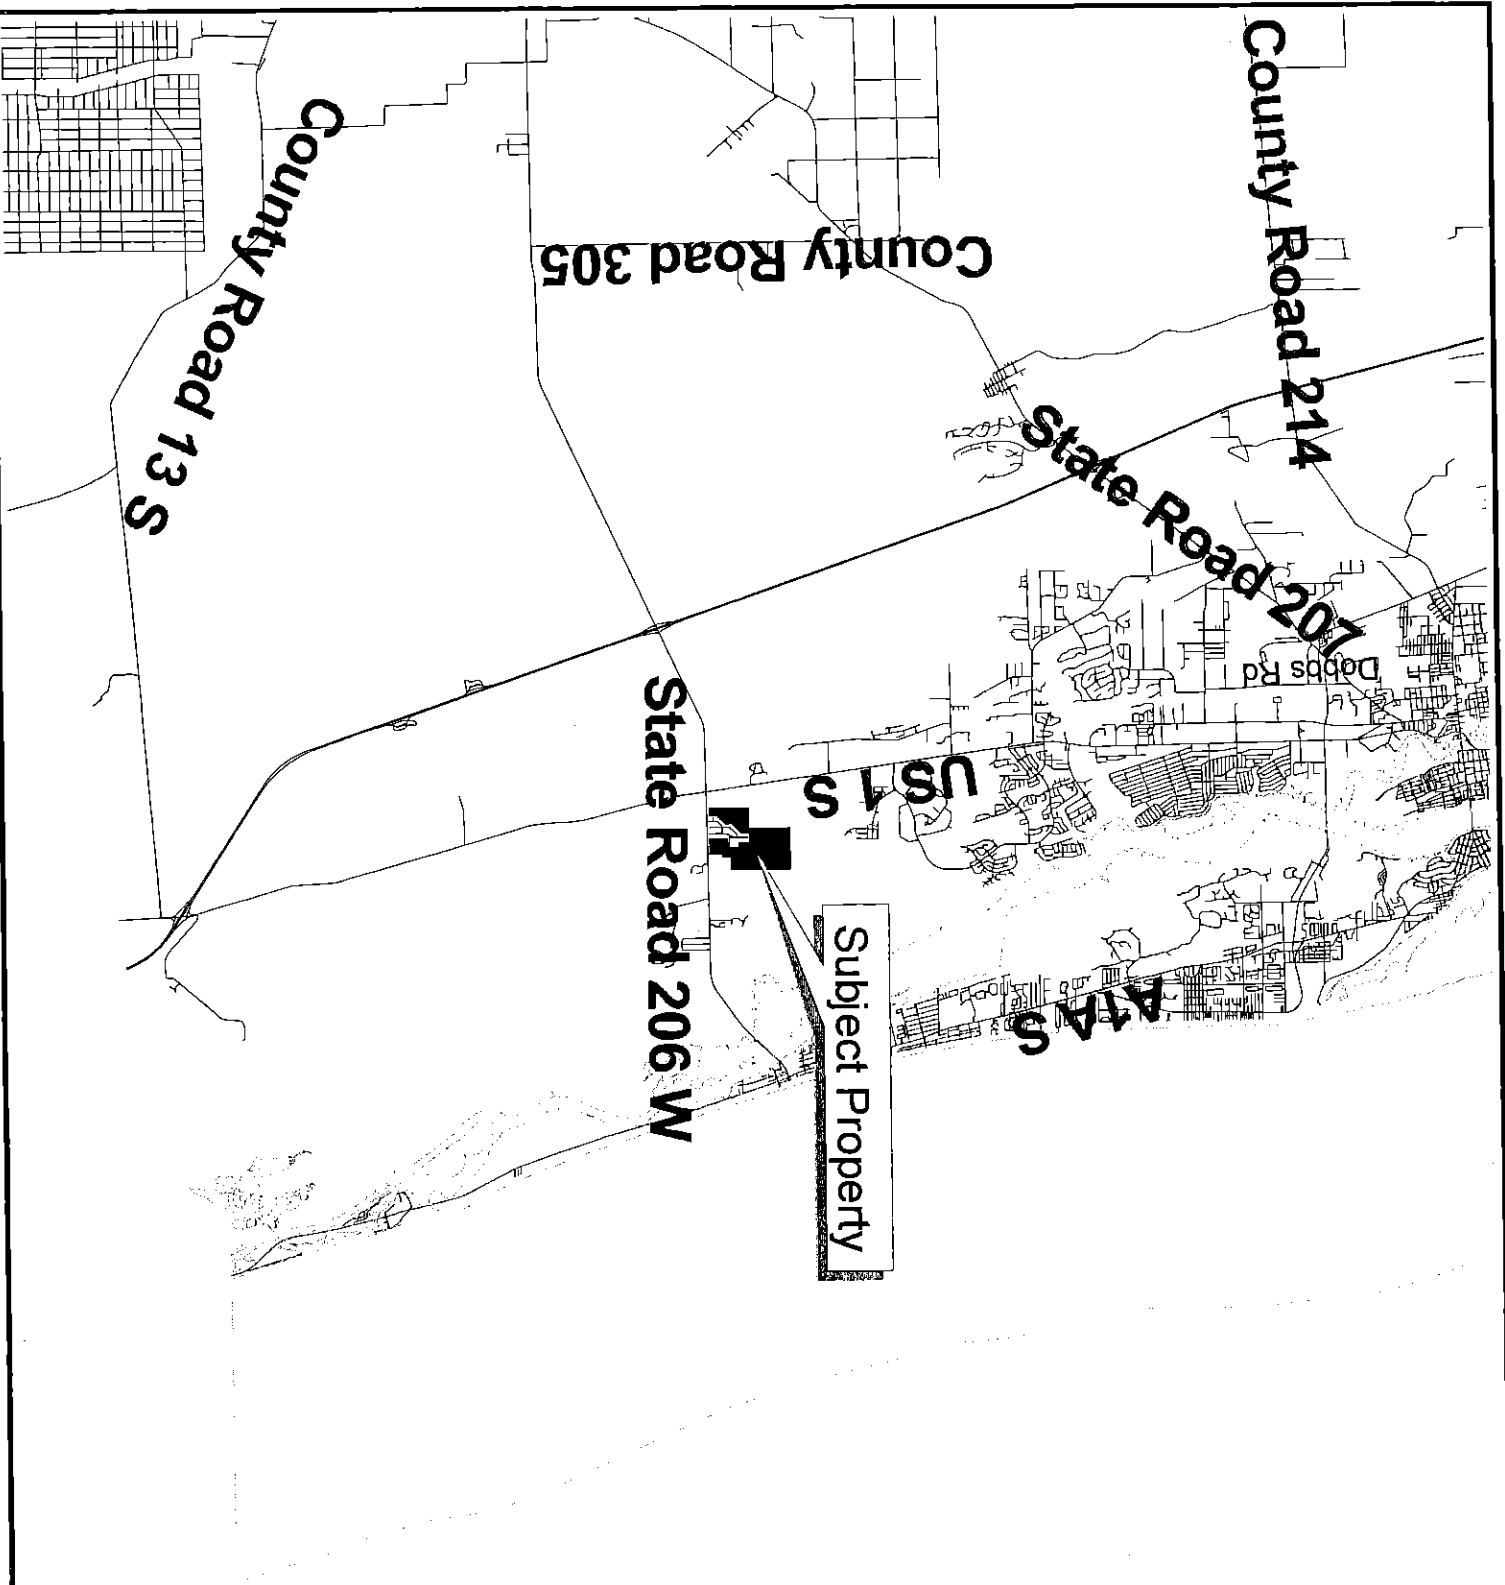 County Road 214
County Road 13 S
County Road 305
State Road 207
Dobbs Rd
US 1 S
State Road 206 W
Subject Property
A1A S